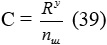 C = R^y / n_ш (39)